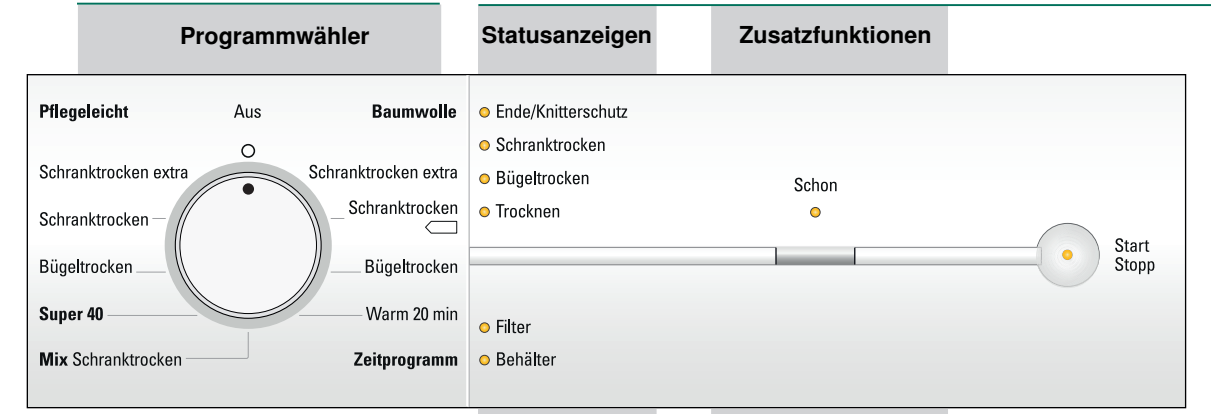 Programmwähler
Statusanzeigen
Zusatzfunktionen
Pflegeleicht
Aus
Baumwolle
Schranktrocken extra
Schranktrocken extra
Schranktrocken
Schranktrocken
Bügeltrocken
Bügeltrocken
Super 40
Warm 20 min
Mix Schranktrocken
Zeitprogramm
Ende/Knitterschutz
Schranktrocken
Bügeltrocken
Trocknen
Filter
Behälter
Schon
Start
Stopp